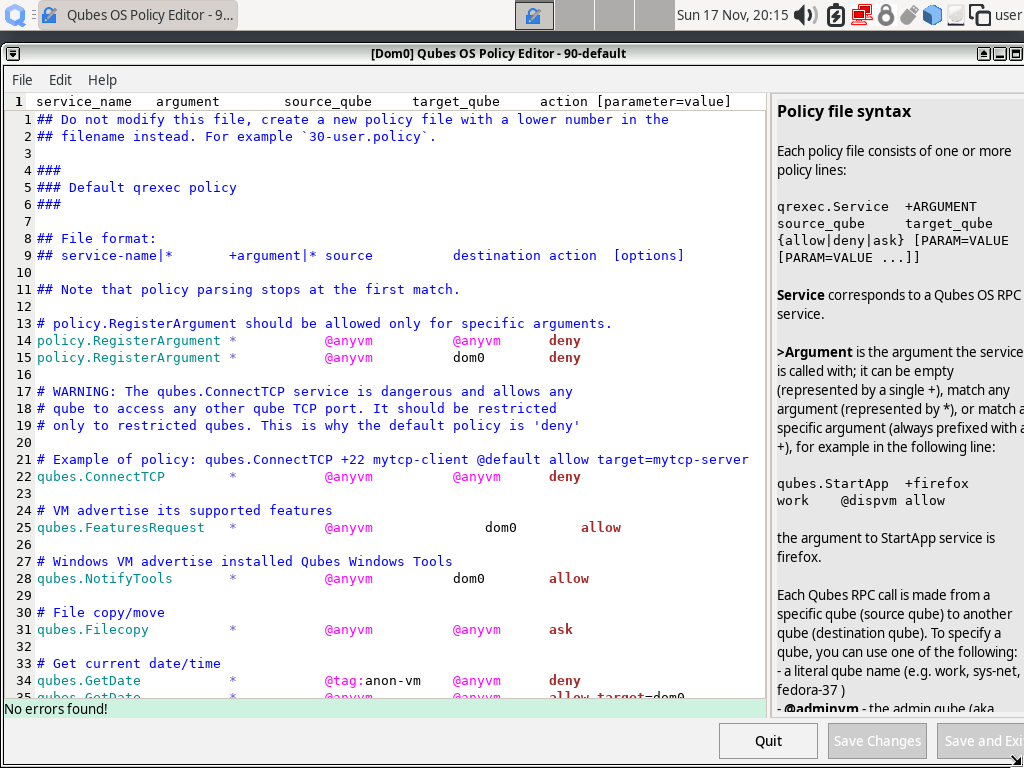 Qubes OS Policy Editor - 9...
Sun 17 Nov, 20:15
user
[Dom0] Qubes OS Policy Editor - 90-default
File Edit Help
1 service_name argument source_qube target_qube action [parameter=value]
1 ## Do not modify this file, create a new policy file with a lower number in the
2 ## filename instead. For example `30-user.policy`.
3
4 ###
5 ### Default qrexec policy
6 ###
7
8 ## File format:
9 ## service-name|* +argument|* source destination action [options]
10
11 ## Note that policy parsing stops at the first match.
12
13 # policy.RegisterArgument should be allowed only for specific arguments.
14 policy.RegisterArgument * @anyvm @anyvm deny
15 policy.RegisterArgument * @anyvm dom0 deny
16
17 # WARNING: The qubes.ConnectTCP service is dangerous and allows any
18 # qube to access any other qube TCP port. It should be restricted
19 # only to restricted qubes. This is why the default policy is 'deny'
20
21 # Example of policy: qubes.ConnectTCP +22 mytcp-client @default allow target=mytcp-server
22 qubes.ConnectTCP * @anyvm @anyvm deny
23
24 # VM advertise its supported features
25 qubes.FeaturesRequest * @anyvm dom0 allow
26
27 # Windows VM advertise installed Qubes Windows Tools
28 qubes.NotifyTools * @anyvm dom0 allow
29
30 # File copy/move
31 qubes.Filecopy * @anyvm @anyvm ask
32
33 # Get current date/time
34 qubes.GetDate * @tag:anon-vm @anyvm deny
35 qubes.GetDate * @anyvm @anyvm allow target=dom0
No errors found!
Policy file syntax
Each policy file consists of one or more
policy lines:
qrexec.Service +ARGUMENT
source_qube target_qube
{allow|deny|ask} [PARAM=VALUE
[PARAM=VALUE ...]]
Service corresponds to a Qubes OS RPC
service.
>Argument is the argument the service
is called with; it can be empty
(represented by a single +), match any
argument (represented by *), or match a
specific argument (always prefixed with a
+), for example in the following line:
qubes.StartApp +firefox
work @dispvm allow
the argument to StartApp service is
firefox.
Each Qubes RPC call is made from a
specific qube (source qube) to another
qube (destination qube). To specify a
qube, you can use one of the following:
- a literal qube name (e.g. work, sys-net,
fedora-37 )
- @adminvm - the admin qube (aka
Quit Save Changes Save and Exi